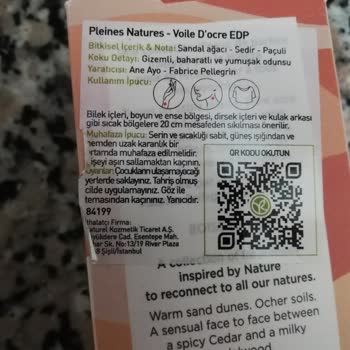 Pleines Natures - Voile D'ocre EDP
Bitkisel İçerik & Nota: Sandal ağacı - Sedir - Paçuli
Koku Detayı: Gizemli, baharatlı ve yumuşak odunsu
Yaratıcısı: Ane Ayo - Fabrice Pellegrin
Kullanım İpucu:
Bilek içleri, boyun ve ense bölgesi, dirsek içleri ve kulak arkası
gibi sıcak bölgelere 20 cm mesafeden sıkılması önerilir.
Muhafaza İpucu: Serin ve sıcaklığı sabit, güneş ışığından ve
nemden uzak karanlık bir
ortamda muhafaza edilmelidir.
Şişeyi aşırı sallamaktan kaçının.
Uyarılar: Çocukların ulaşamayacağı
yerlerde saklayınız. Tahriş olmuş
cilde uygulamayınız. Göz ile
temasından kaçının. Yanıcıdır.
84199
QR KODU OKUTUN
İthalatçı Firma:
Naturel Kozmetik Ticaret A.Ş.
Büyükdere Cad. Esentepe Mah.
No:13/19 River Plaza
Şişli/İstanbul
A collection of
inspired by Nature
to reconnect to all our natures.
Warm sand dunes. Ocher soils.
A sensual face to face between
a spicy Cedar and a milky